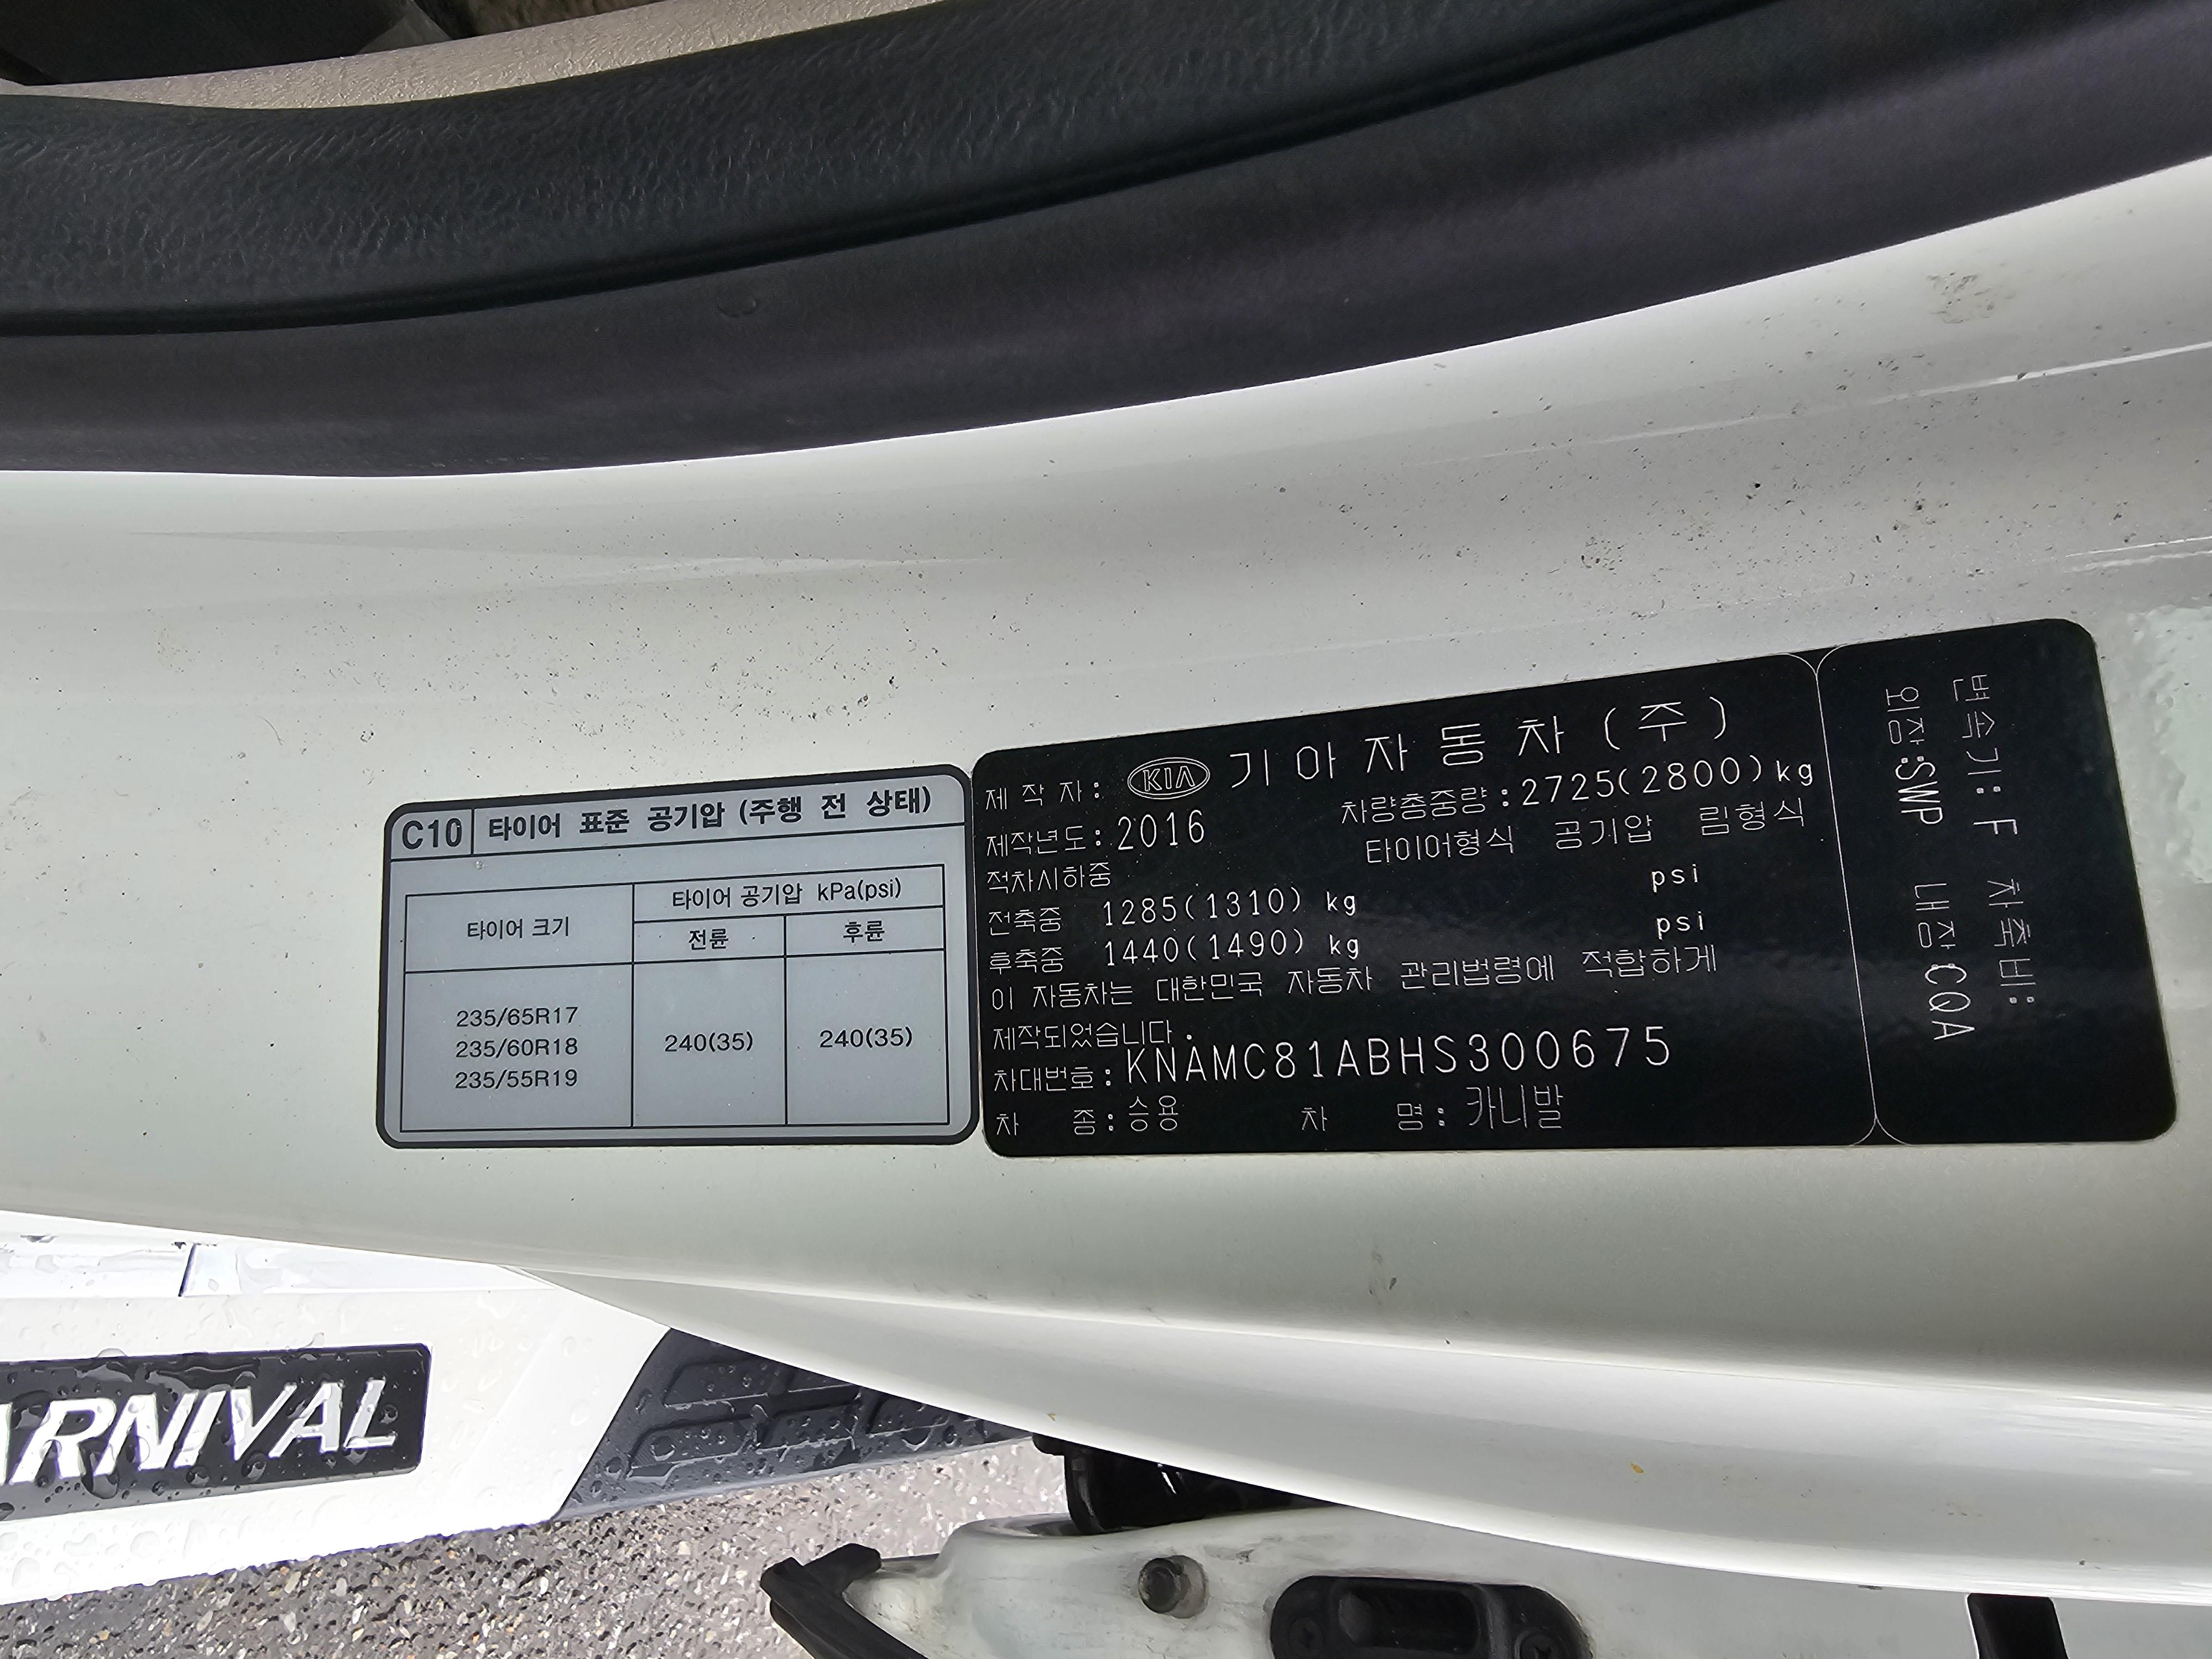 C10 타이어 표준 공기압 (주행 전 상태)
타이어 크기
타이어 공기압 kPa(psi)
전륜 후륜
235/65R17
235/60R18
235/55R19
240(35) 240(35)
제 작 자: KIA 기아자동차(주)
제작년도: 2016 차량총중량:2725(2800)kg
적차시하중 타이어형식 공기압 림형식
전축중 1285(1310) kg psi
후축중 1440(1490) kg psi
이 자동차는 대한민국 자동차 관리법령에 적합하게
제작되었습니다.
차대번호: KNAMC81ABHS300675
차 종:승용 차 명:카니발
변속기: F 차축비:
외장:SWP 내장:CQA
ARNIVAL